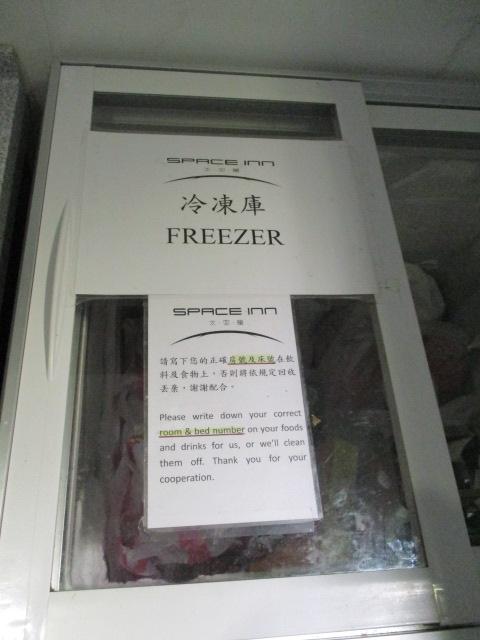 SPACE INN
太·空·艙
冷凍庫
FREEZER
SPACE INN
太·空·艙
請寫下您的正確房號及床號在飲
料及食物上，否則將依規定回收
丟棄，謝謝配合。
Please write down your correct
room & bed number on your foods
and drinks for us, or we'll clean
them off. Thank you for your
cooperation.